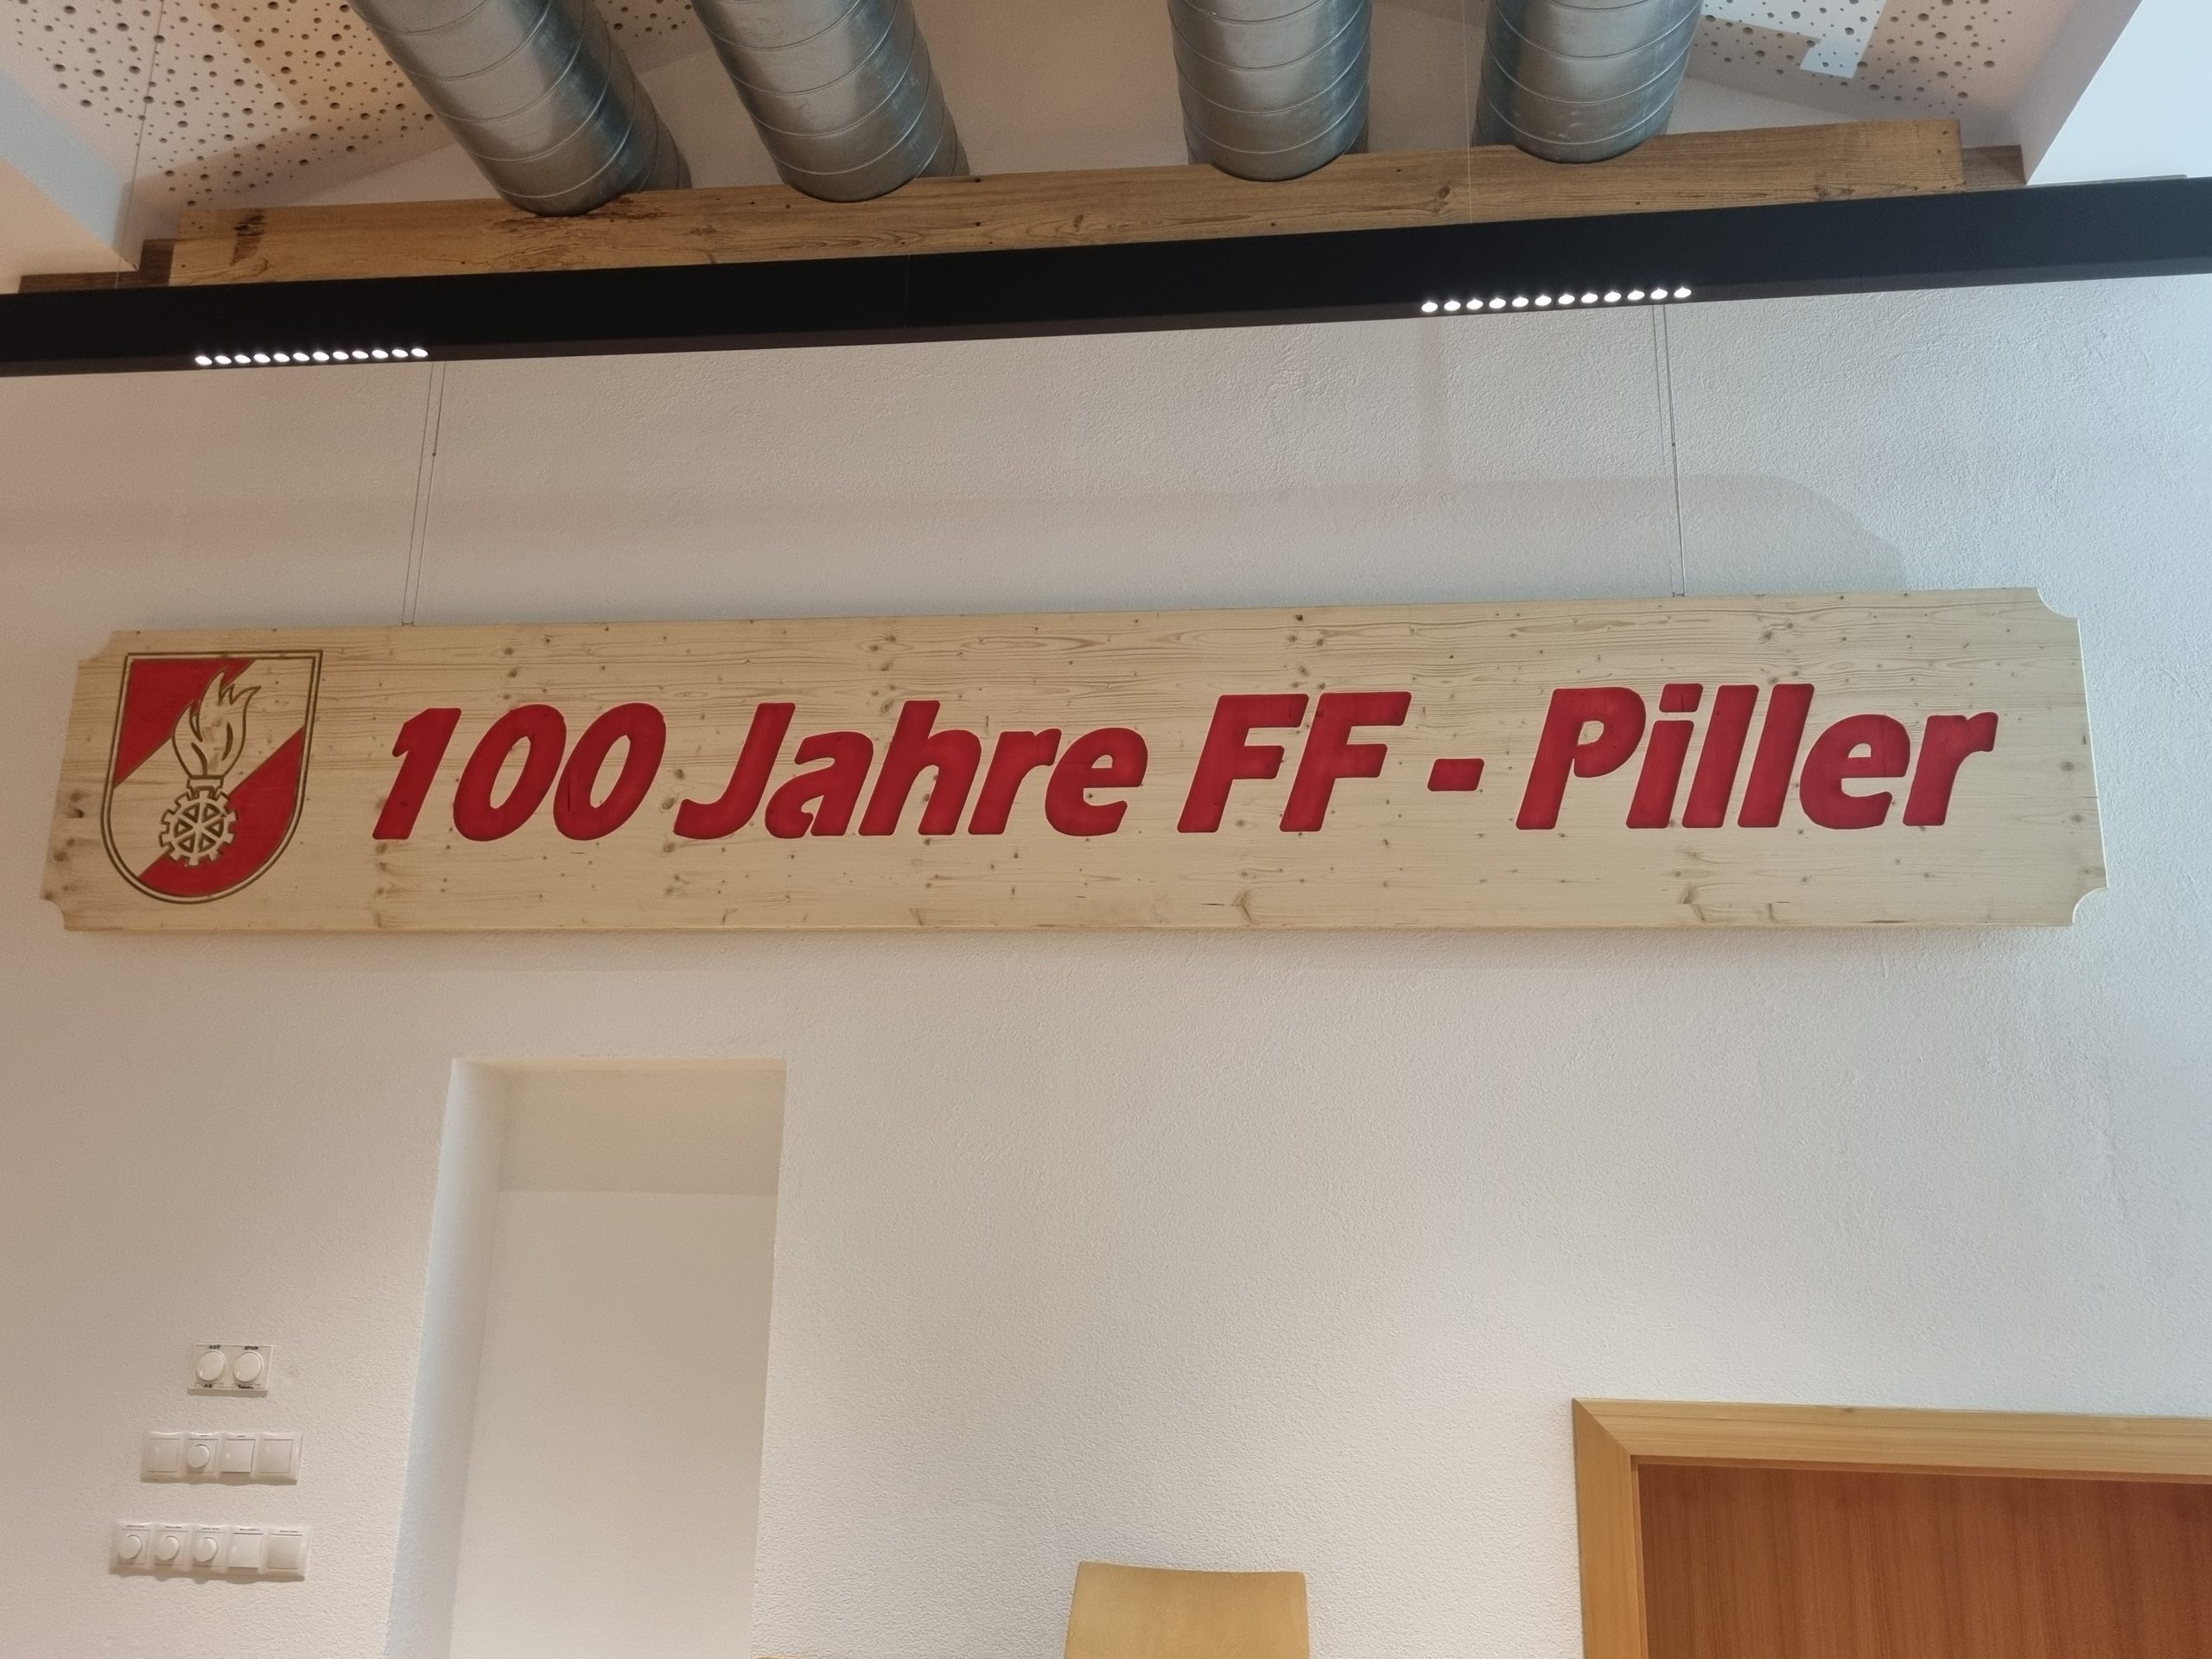 100 Jahre FF - Piller